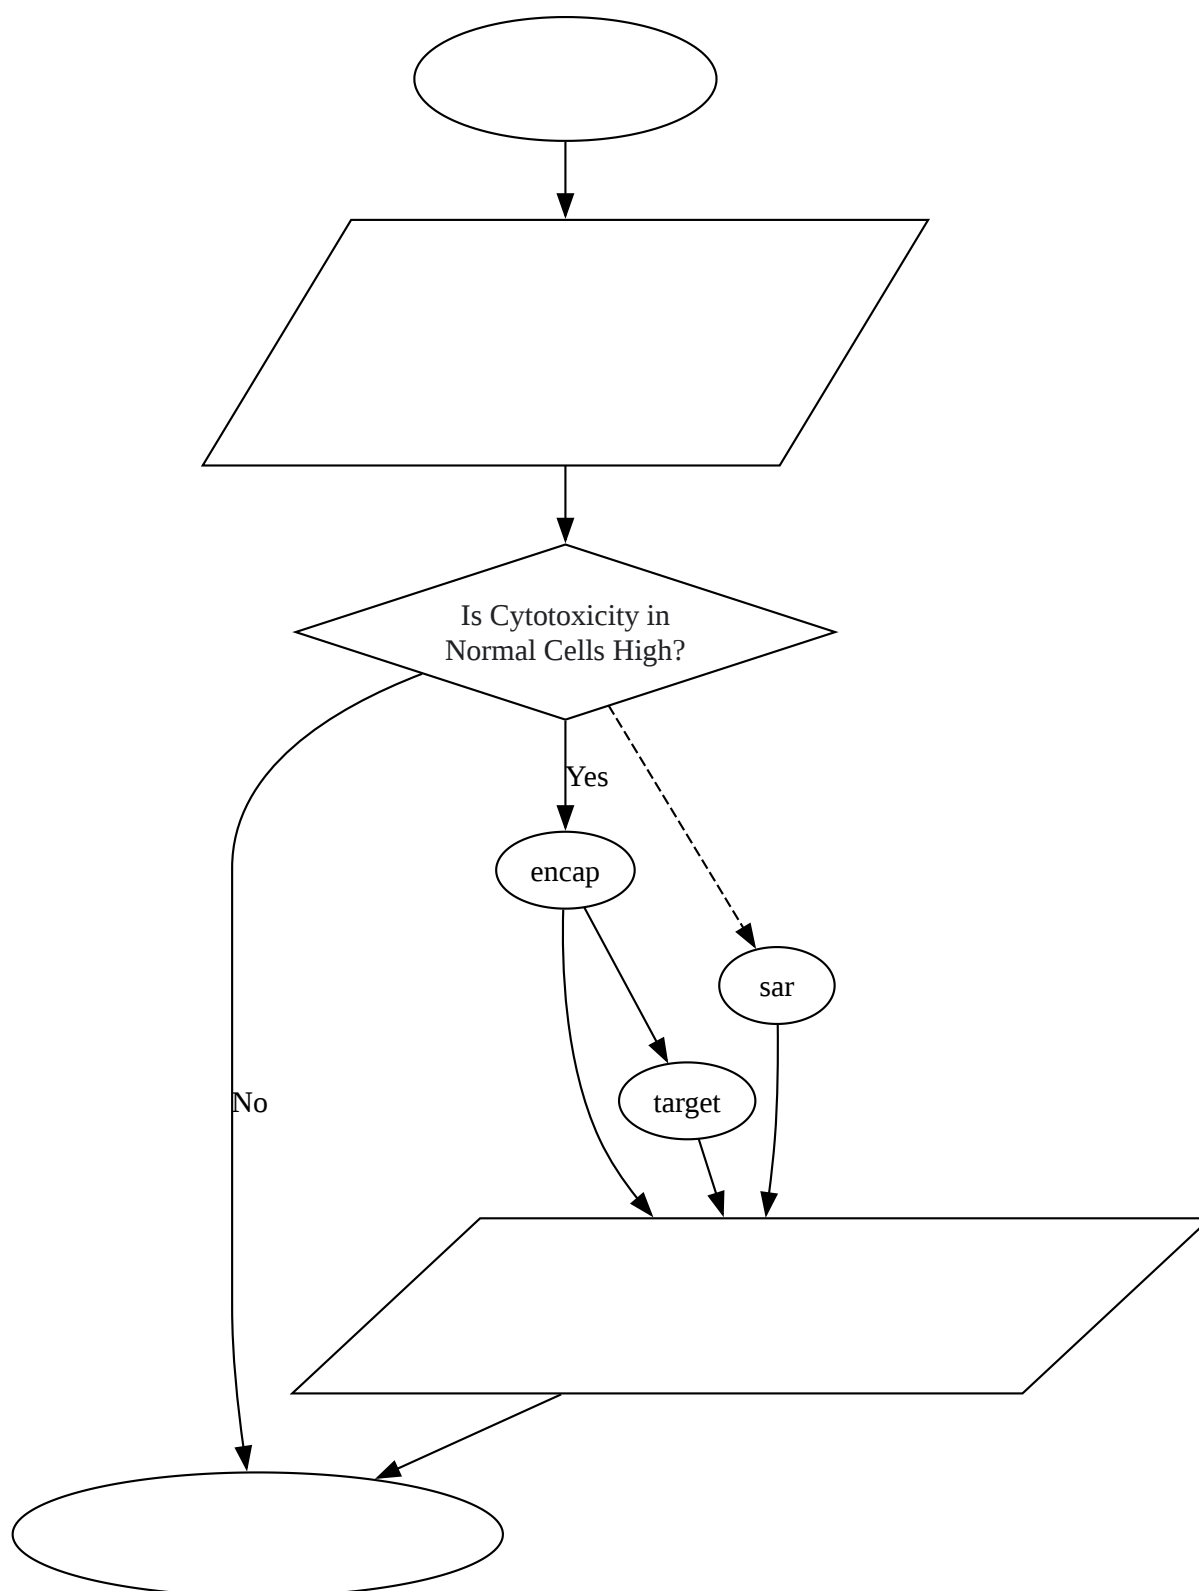 Is Cytotoxicity in
Normal Cells High?
Yes
encap
sar
target
No